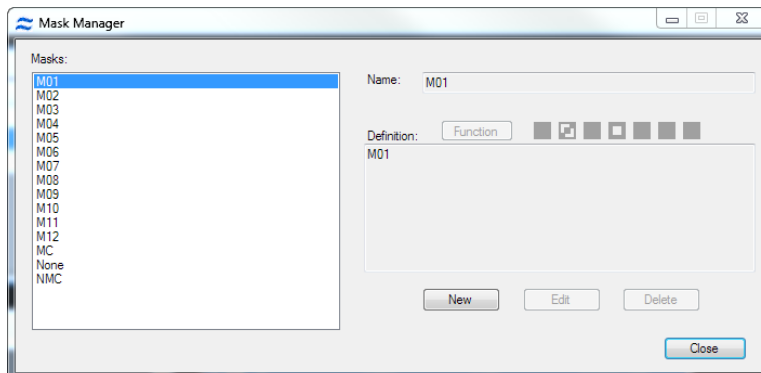 Mask Manager
Masks:
M01
M02
M03
M04
M05
M06
M07
M08
M09
M10
M11
M12
MC
None
NMC
Name: M01
Definition: Function
M01
New Edit Delete
Close